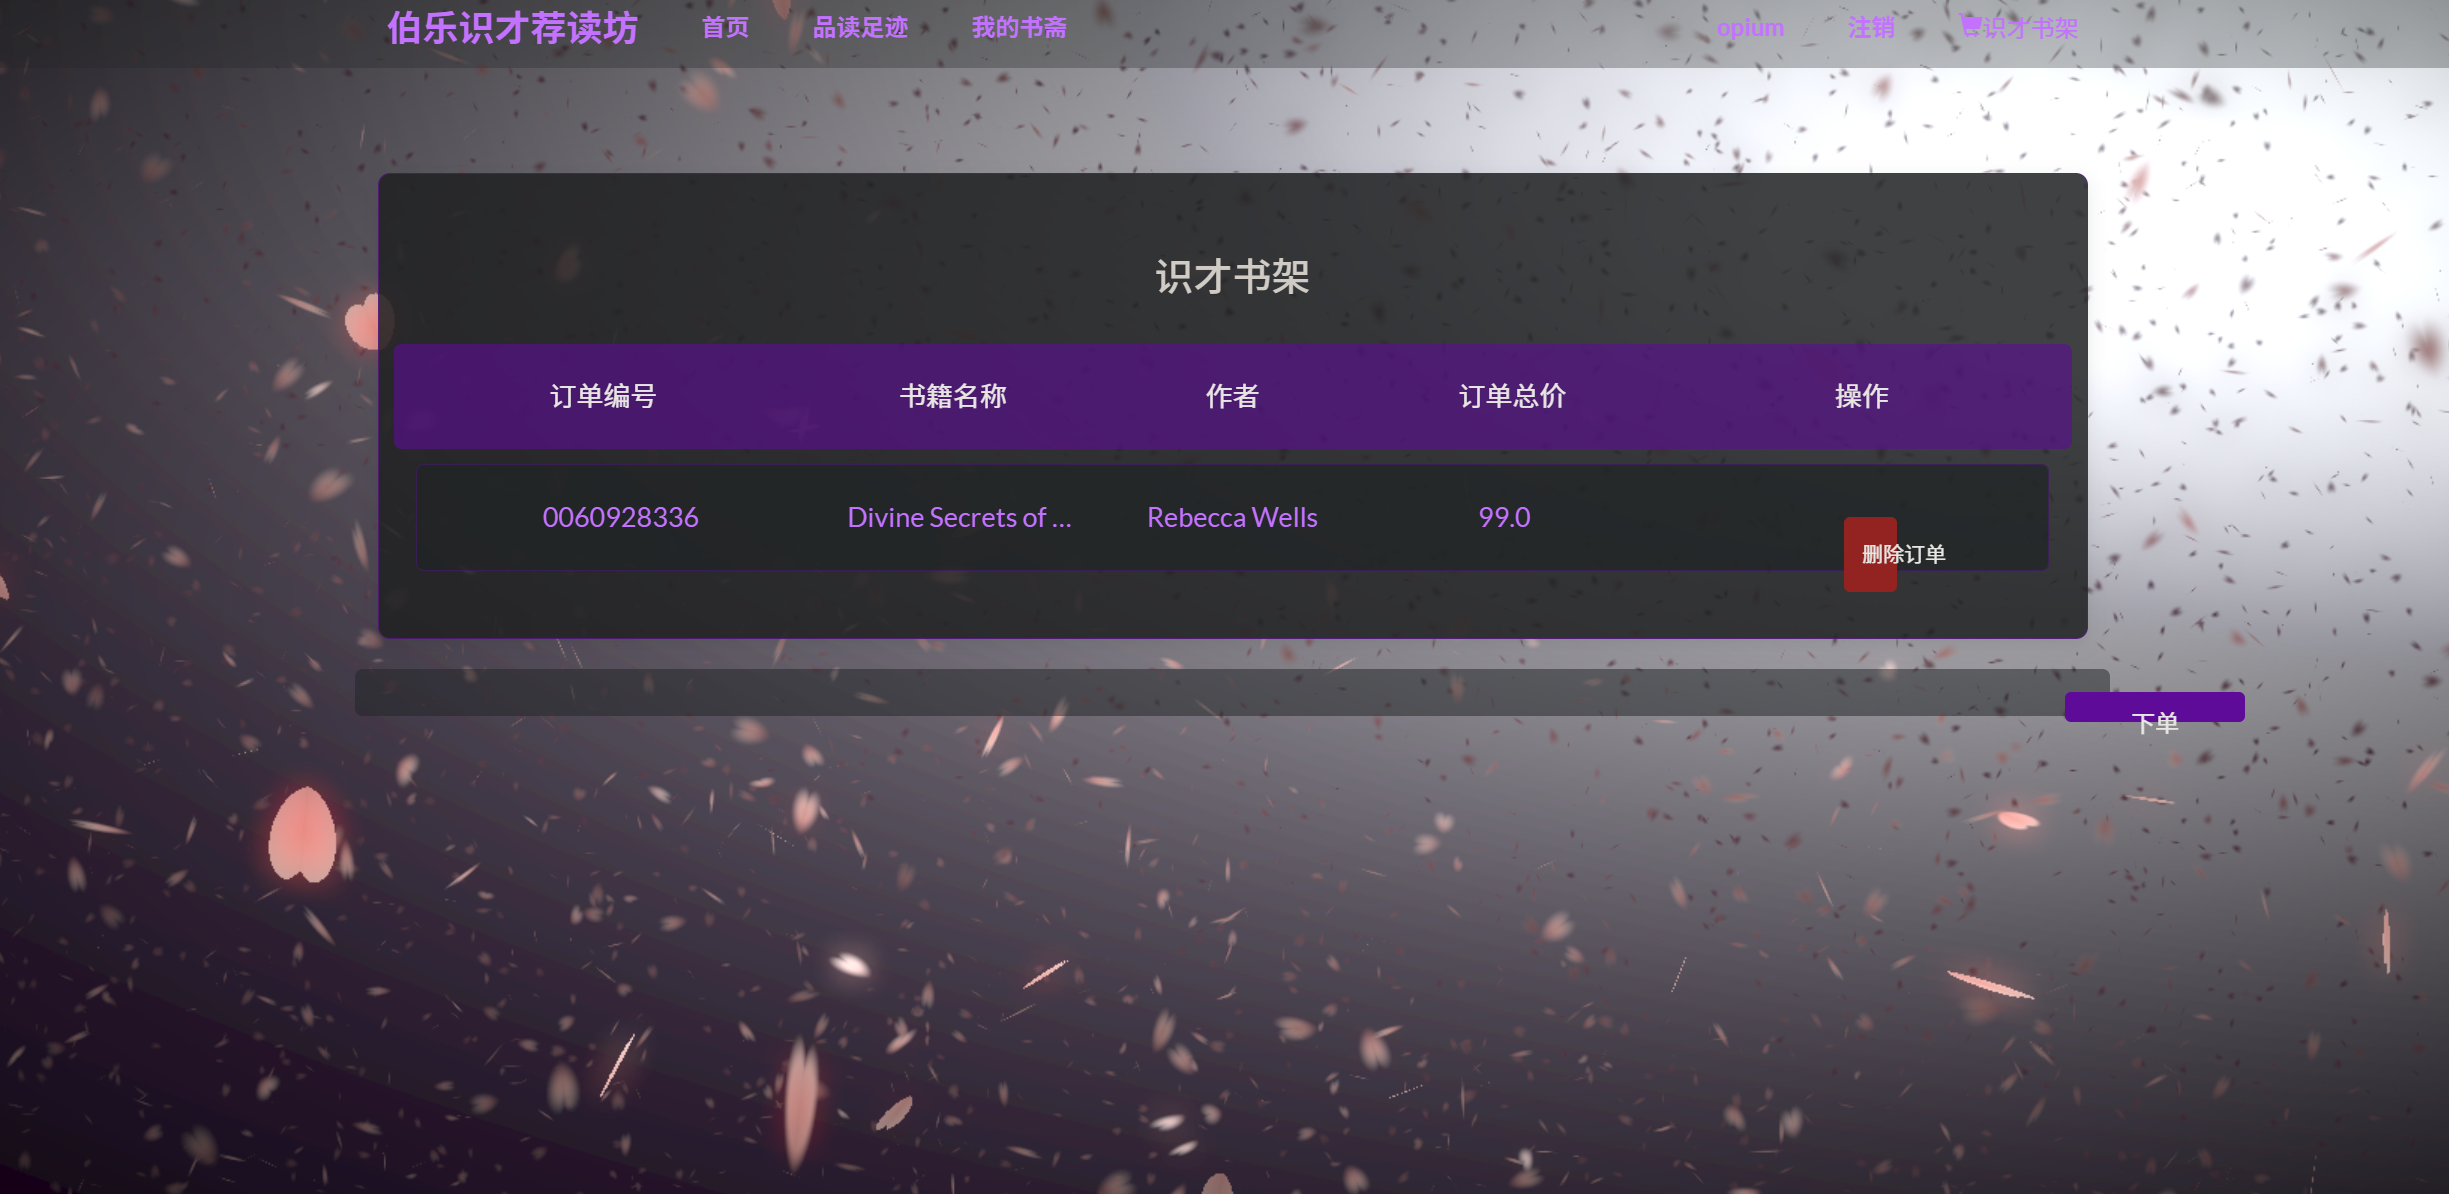 伯乐识才荐读坊 首页 品读足迹 我的书斋 opium 注销 识才书架
识才书架
订单编号 书籍名称 作者 订单总价 操作
0060928336 Divine Secrets of ... Rebecca Wells 99.0
删除订单
下单